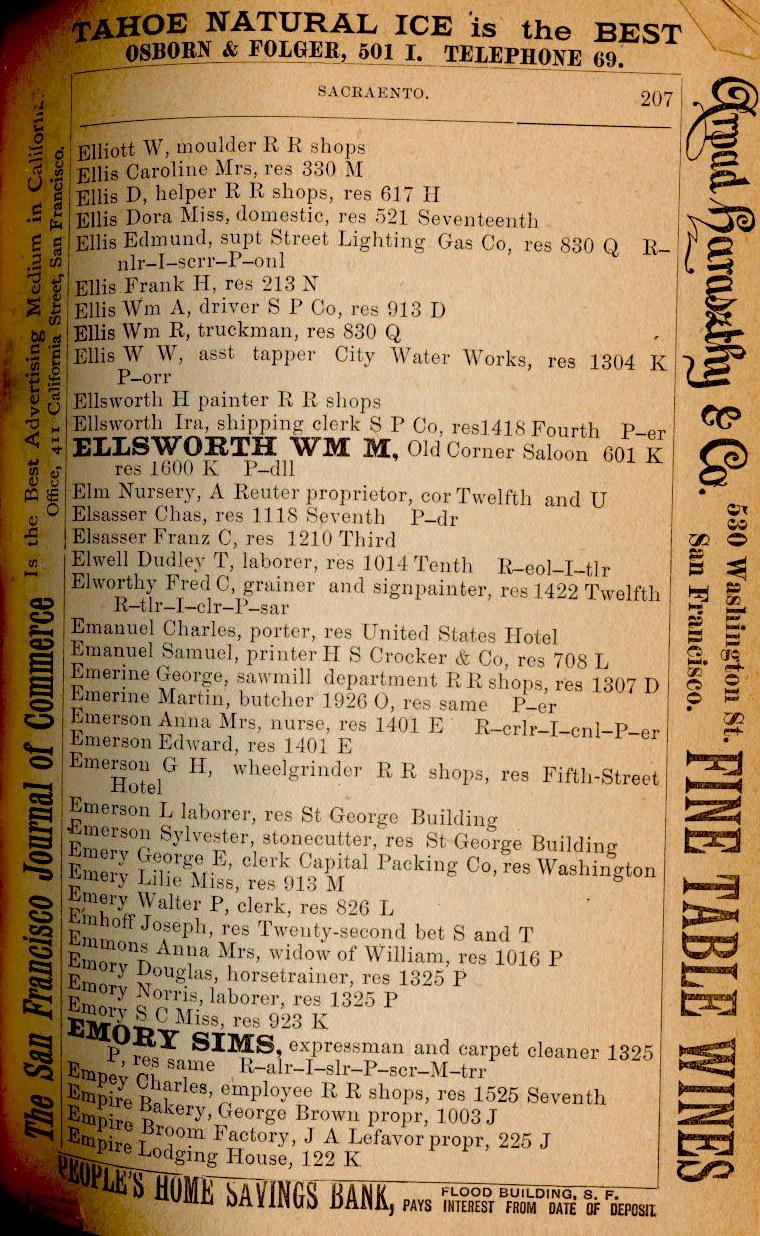 TAHOE NATURAL ICE is the BEST
OSBORN & FOLGER, 501 I. TELEPHONE 69.
SACRAENTO. 207
Elliott W, moulder R R shops
Ellis Caroline Mrs, res 330 M
Ellis D, helper R R shops, res 617 H
Ellis Dora Miss, domestic, res 521 Seventeenth
Ellis Edmund, supt Street Lighting Gas Co, res 830 Q R–
nlr–I–scrr–P–onl
Ellis Frank H, res 213 N
Ellis Wm A, driver S P Co, res 913 D
Ellis Wm R, truckman, res 830 Q
Ellis W W, asst tapper City Water Works, res 1304 K
P–orr
Ellsworth H painter R R shops
Ellsworth Ira, shipping clerk S P Co, res1418 Fourth P–er
ELLSWORTH WM M, Old Corner Saloon 601 K
res 1600 K P–dll
Elm Nursery, A Reuter proprietor, cor Twelfth and U
Elsasser Chas, res 1118 Seventh P–dr
Elsasser Franz C, res 1210 Third
Elwell Dudley T, laborer, res 1014 Tenth R–eol–I–tlr
Elworthy Fred C, grainer and signpainter, res 1422 Twelfth
R–tlr–I–clr–P–sar
Emanuel Charles, porter, res United States Hotel
Emanuel Samuel, printer H S Crocker & Co, res 708 L
Emerine George, sawmill department R R shops, res 1307 D
Emerine Martin, butcher 1926 O, res same P–er
Emerson Anna Mrs, nurse, res 1401 E R–crlr–I–cnl–P–er
Emerson Edward, res 1401 E
Emerson G H, wheelgrinder R R shops, res Fifth-Street
Hotel
Emerson L laborer, res St George Building
Emerson Sylvester, stonecutter, res St George Building
Emery George E, clerk Capital Packing Co, res Washington
Emery Lilie Miss, res 913 M
Emery Walter P, clerk, res 826 L
Emhoff Joseph, res Twenty-second bet S and T
Emmons Anna Mrs, widow of William, res 1016 P
Emory Douglas, horsetrainer, res 1325 P
Emory Norris, laborer, res 1325 P
Emory S C Miss, res 923 K
EMORY SIMS, expressman and carpet cleaner 1325
P, res same R–alr–I–slr–P–scr–M–trr
Empey Charles, employee R R shops, res 1525 Seventh
Empire Bakery, George Brown propr, 1003 J
Empire Broom Factory, J A Lefavor propr, 225 J
Empire Lodging House, 122 K
PEOPLE'S HOME SAVINGS BANK, PAYS
FLOOD BUILDING, S. F.
INTEREST FROM DATE OF DEPOSIT.
The San Francisco Journal of Commerce Is the Best Advertising Medium in California.
Office, 411 California Street, San Francisco.
Arpad Haraszthy & Co.
530 Washington St.
San Francisco.
FINE TABLE WINES